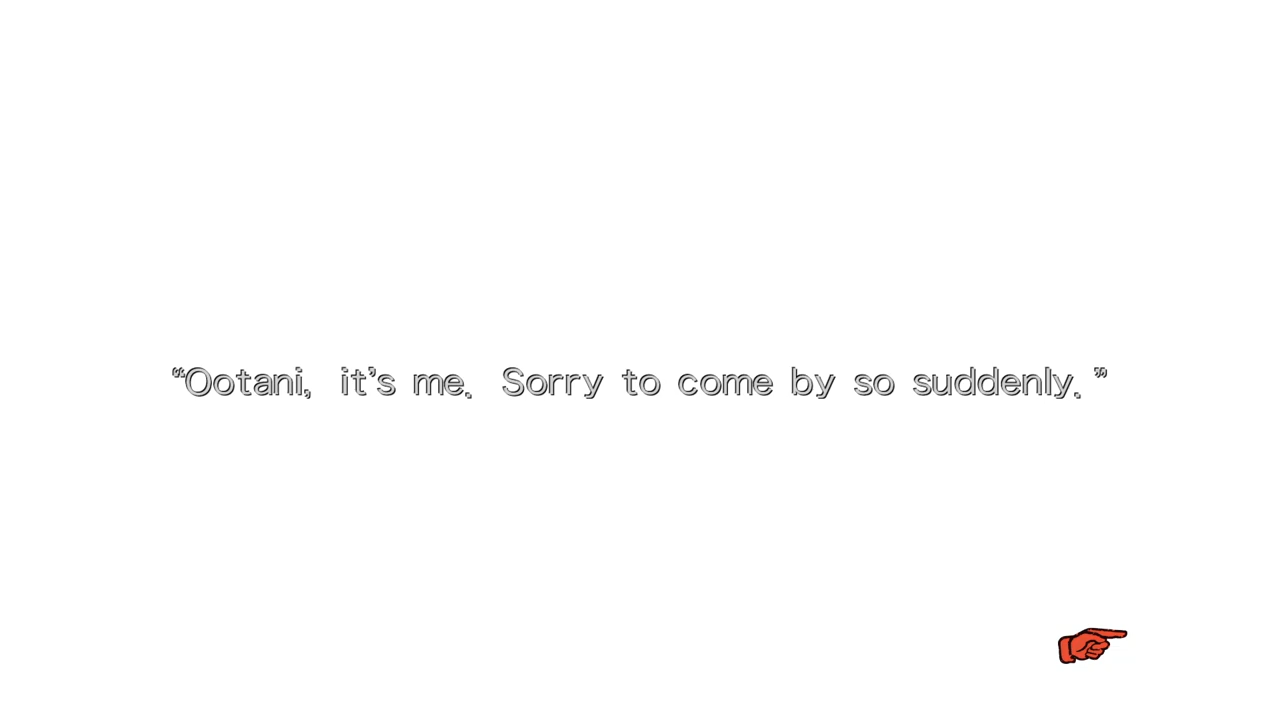 “Ootani, it’s me. Sorry to come by so suddenly.”